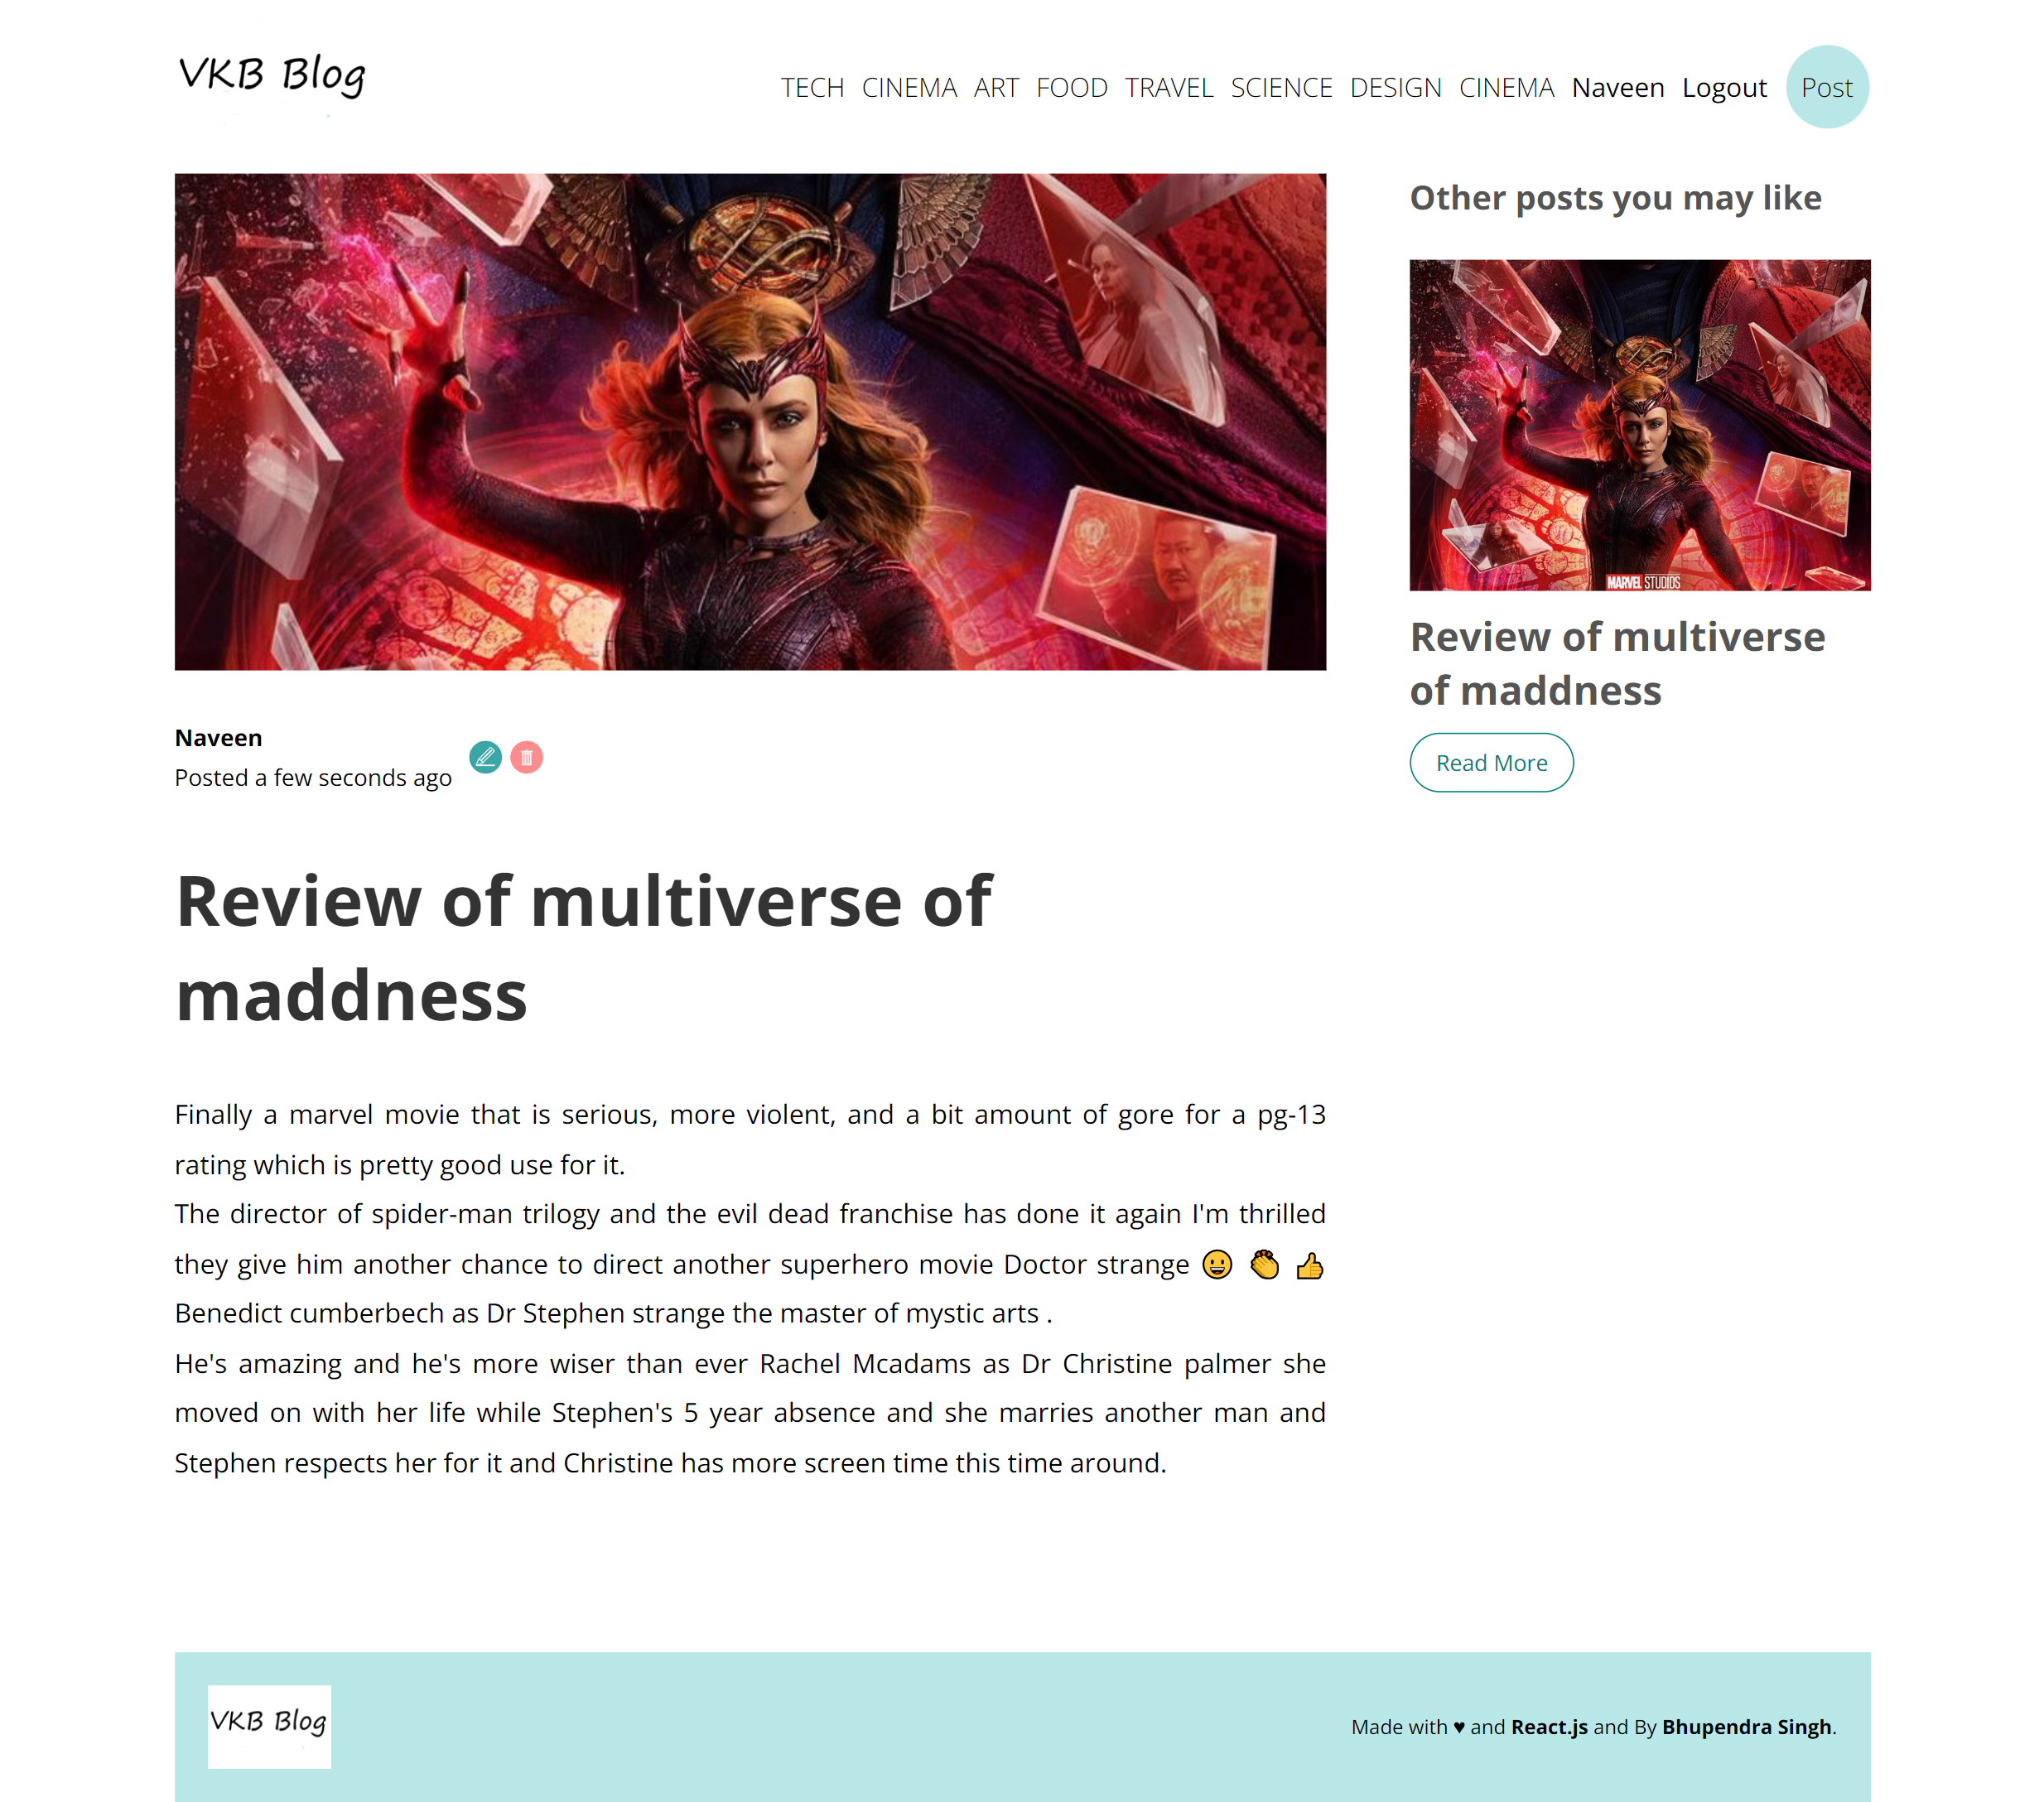 VKB Blog
TECH CINEMA ART FOOD TRAVEL SCIENCE DESIGN CINEMA Naveen Logout Post
Naveen
Posted a few seconds ago
Review of multiverse of
maddness
Finally a marvel movie that is serious, more violent, and a bit amount of gore for a pg-13
rating which is pretty good use for it.
The director of spider-man trilogy and the evil dead franchise has done it again I'm thrilled
they give him another chance to direct another superhero movie Doctor strange 😀 👏 👍
Benedict cumberbech as Dr Stephen strange the master of mystic arts .
He's amazing and he's more wiser than ever Rachel Mcadams as Dr Christine palmer she
moved on with her life while Stephen's 5 year absence and she marries another man and
Stephen respects her for it and Christine has more screen time this time around.
Other posts you may like
MARVEL STUDIOS
Review of multiverse
of maddness
Read More
VKB Blog
Made with ♥ and React.js and By Bhupendra Singh.